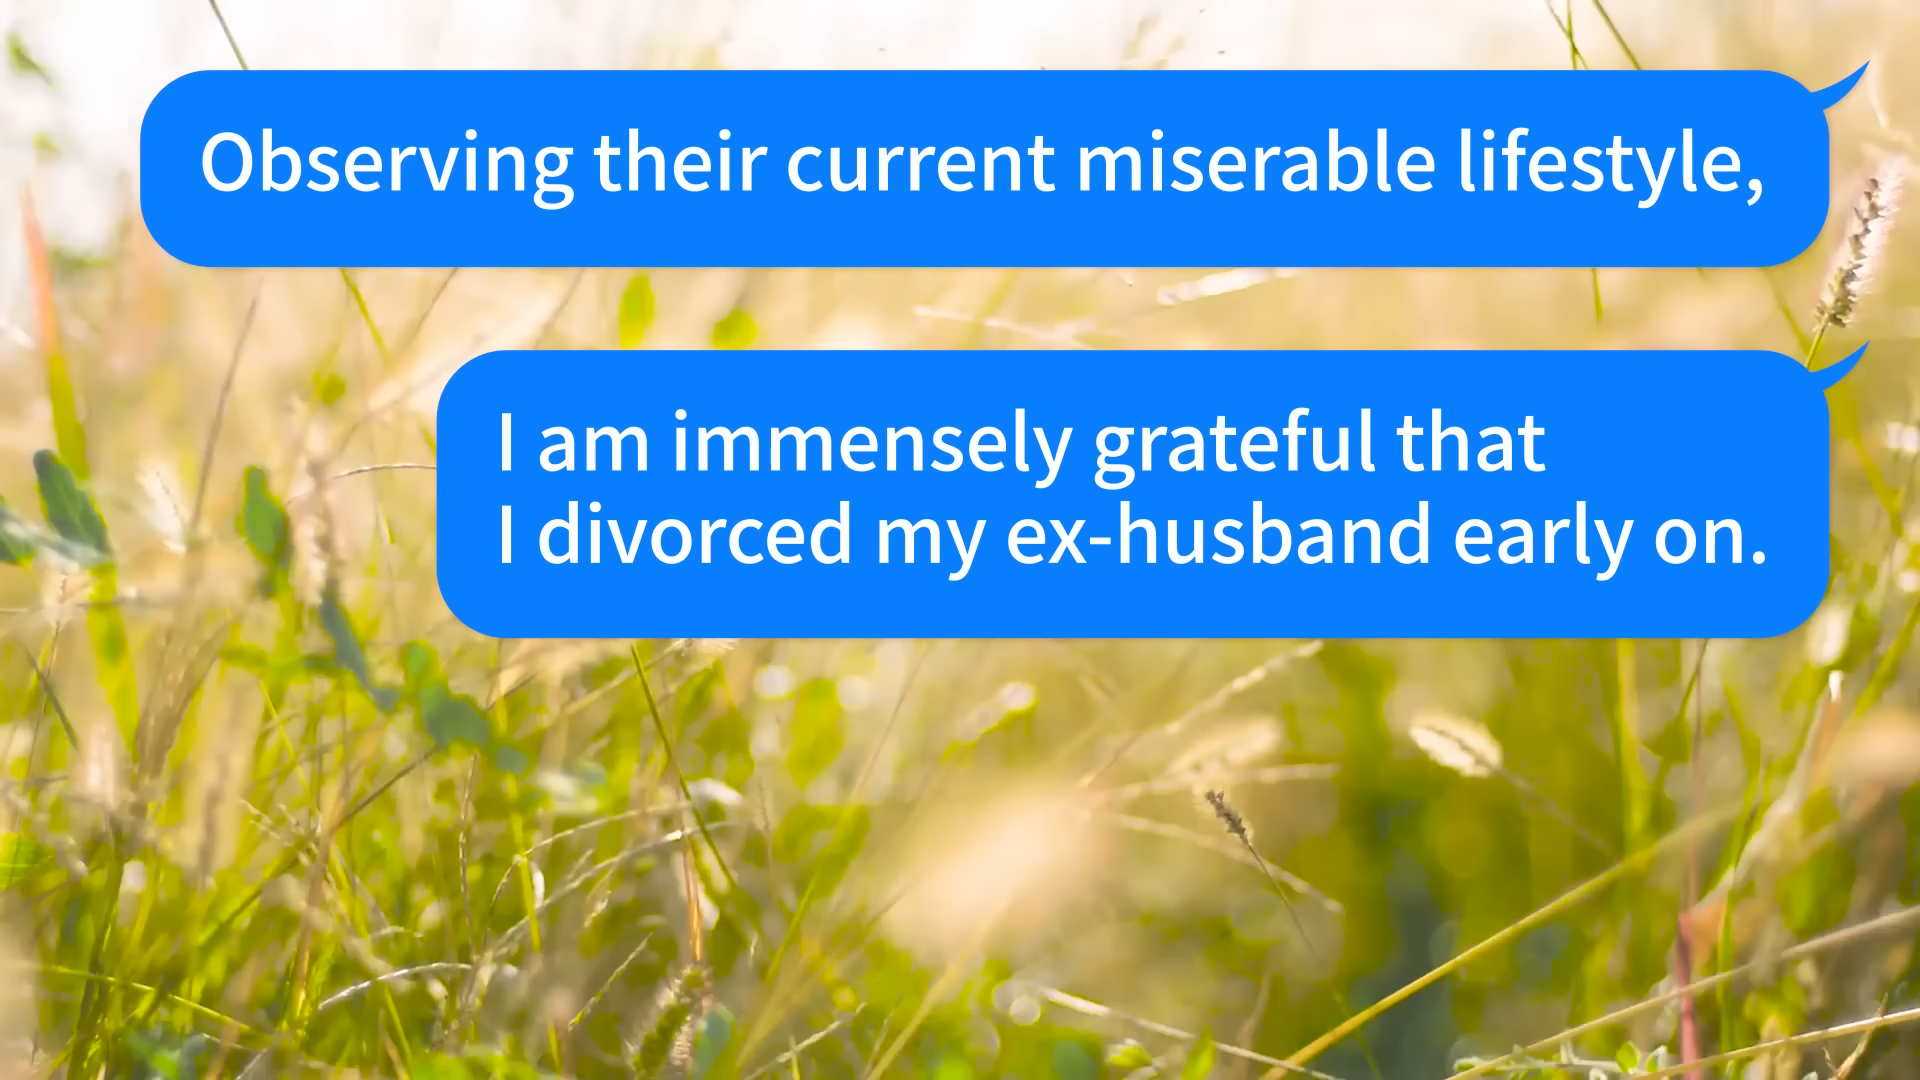 Observing their current miserable lifestyle,
I am immensely grateful that
I divorced my ex-husband early on.